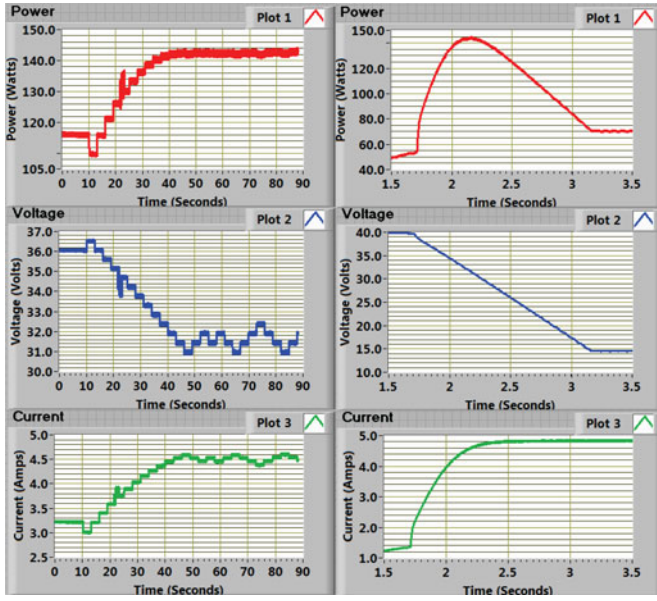 Power
Plot 1
150.0
140.0
120.0
105.0
Power (Watts)
0 10 20 30 40 50 60 70 80 90
Time (Seconds)
Power
Plot 1
150.0
120.0
100.0
80.0
60.0
40.0
Power (Watts)
1.5 2 2.5 3 3.5
Time (Seconds)
Voltage
Plot 2
37.0
36.0
35.0
34.0
33.0
32.0
31.0
30.0
Voltage (Volts)
0 10 20 30 40 50 60 70 80 90
Time (Seconds)
Voltage
Plot 2
40.0
35.0
30.0
25.0
20.0
15.0
10.0
Voltage (Volts)
1.5 2 2.5 3 3.5
Time (Seconds)
Current
Plot 3
5.0
4.5
4.0
3.5
3.0
2.5
Current (Amps)
0 10 20 30 40 50 60 70 80 90
Time (Seconds)
Current
Plot 3
5.0
4.0
3.0
2.0
1.0
Current (Amps)
1.5 2 2.5 3 3.5
Time (Seconds)